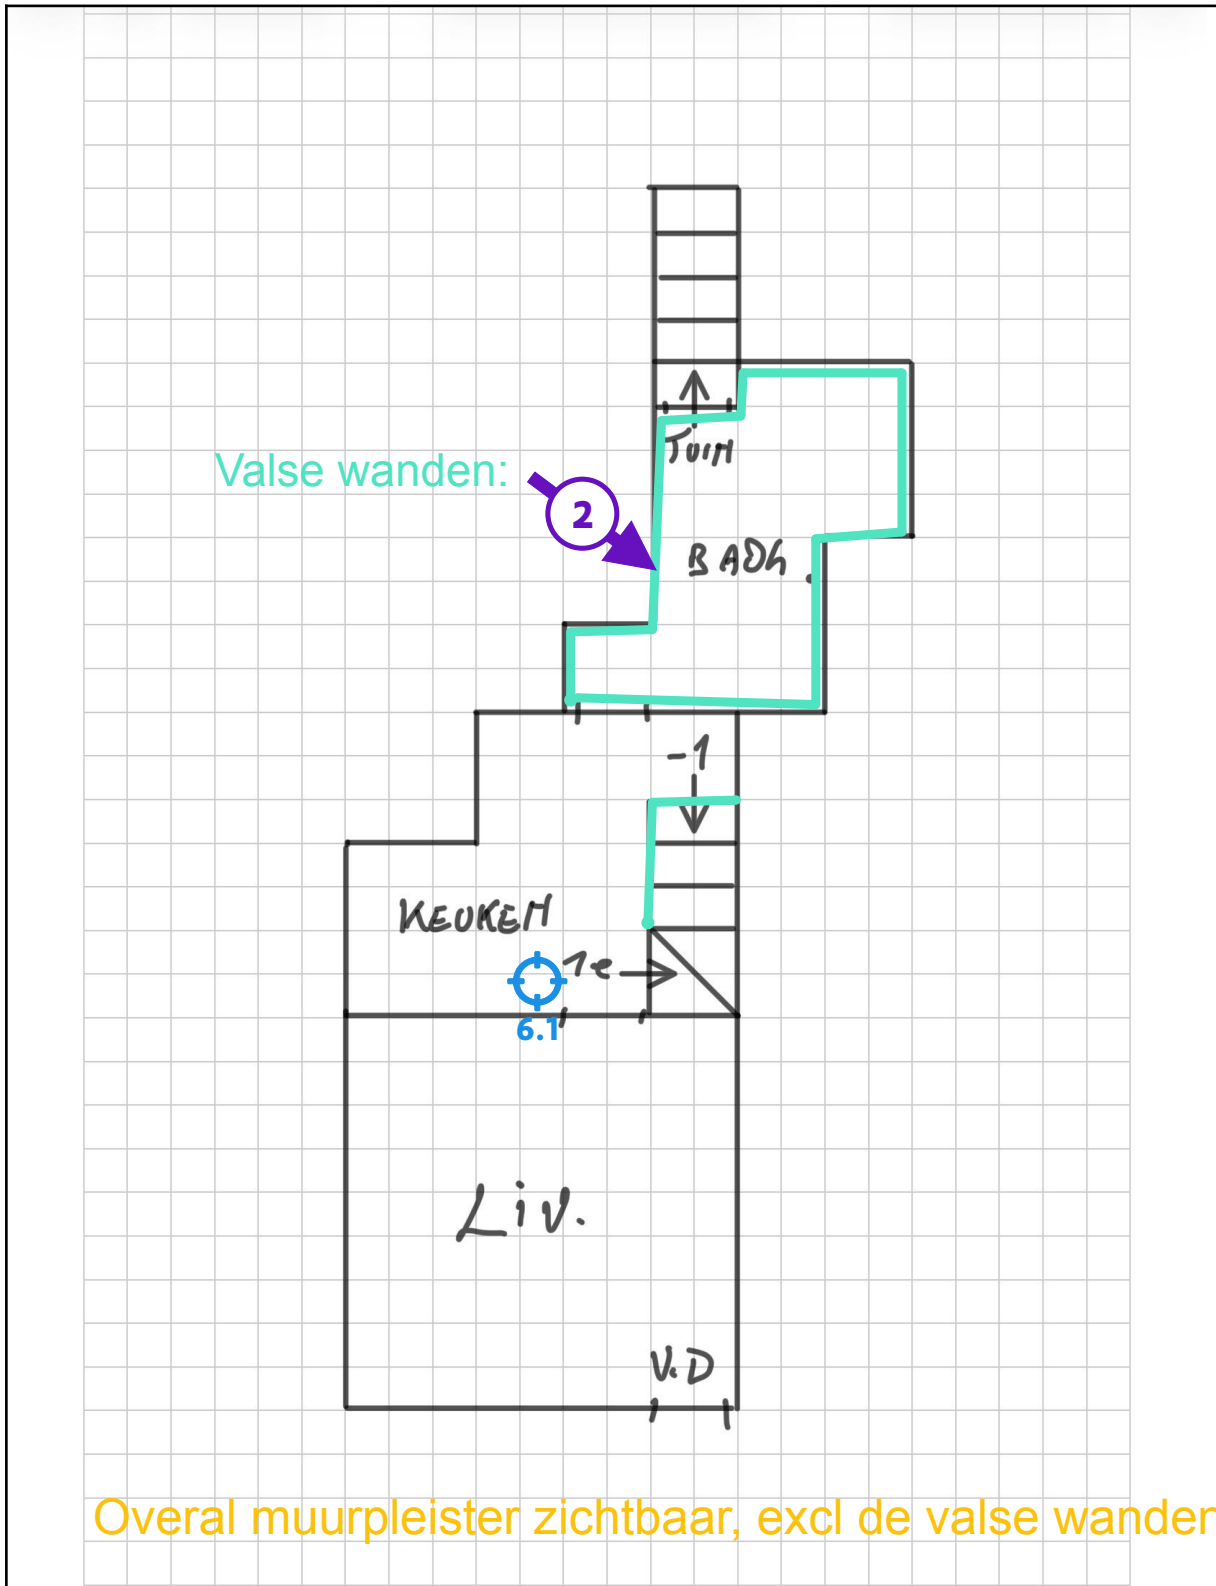 TUIN
Valse wanden:
2
BADK.
-1
KEUKEN
1e
6.1
Liv.
V.D
Overal muurpleister zichtbaar, excl de valse wanden